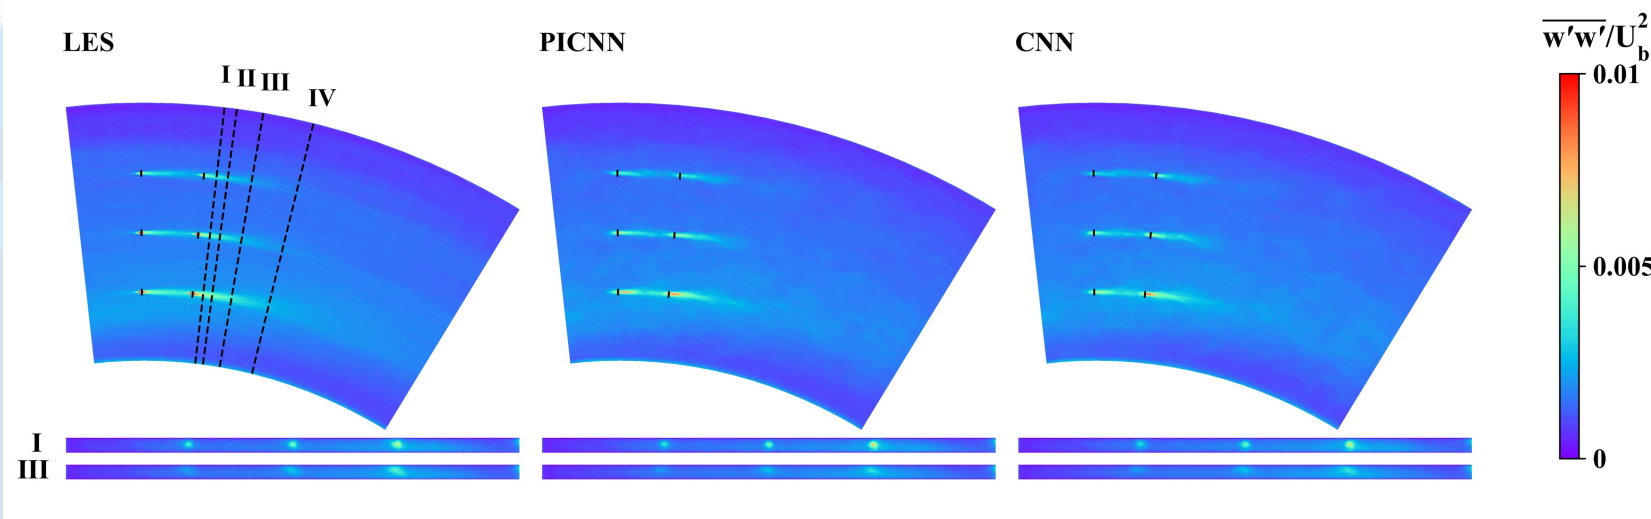 LES
PICNN
CNN
I II III IV
w′w′/U_b^2
0.01
0.005
0
I
III